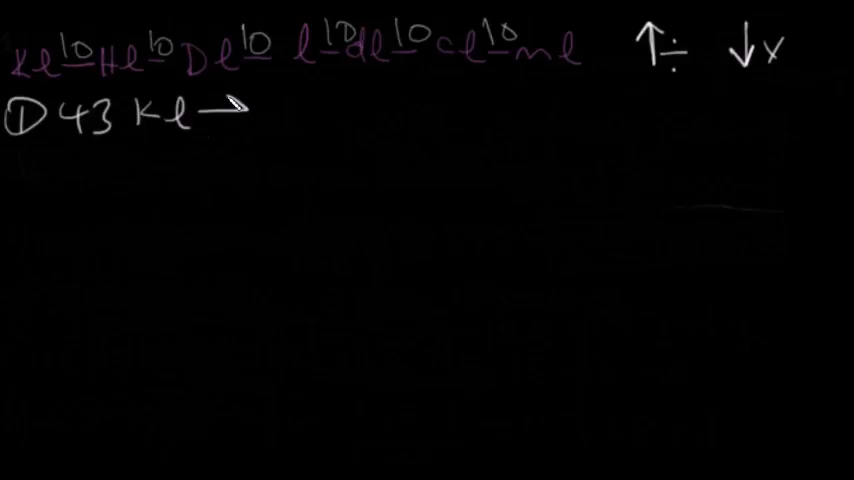 Kl 10 Hl 10 Dl 10 l 10 dl 10 cl 10 ml ↑÷ ↓x
① 43 Kl →